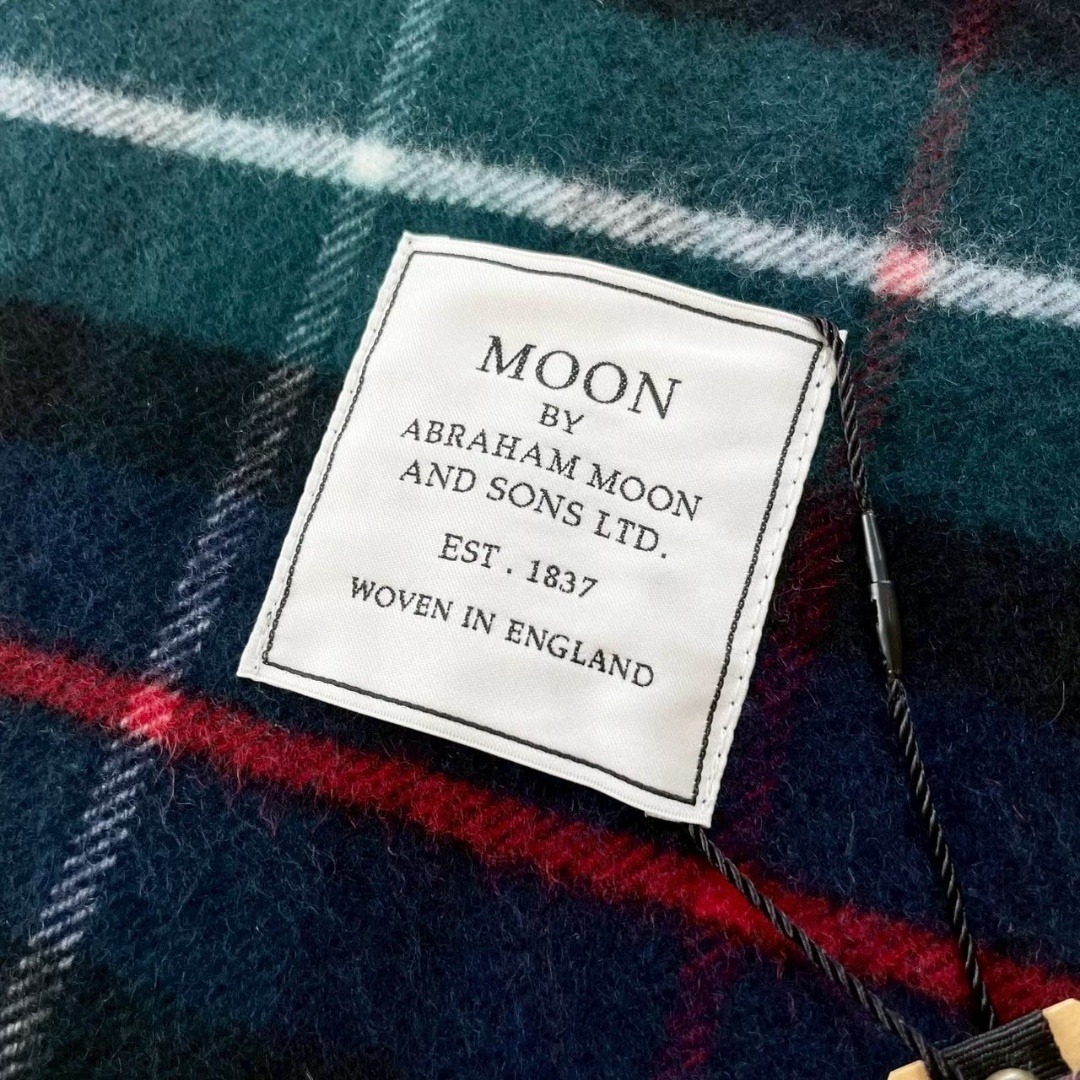 MOON
BY
ABRAHAM MOON
AND SONS LTD.
EST . 1837
WOVEN IN ENGLAND